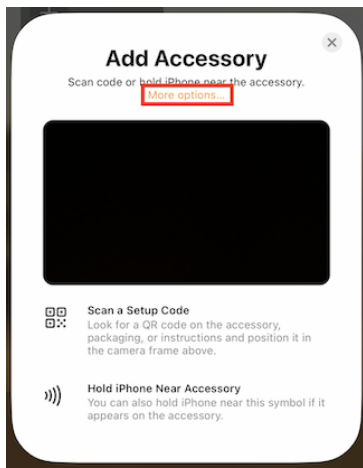 Add Accessory
Scan code or hold iPhone near the accessory.
More options...
Scan a Setup Code
Look for a QR code on the accessory,
packaging, or instructions and position it in
the camera frame above.
Hold iPhone Near Accessory
You can also hold iPhone near this symbol if it
appears on the accessory.